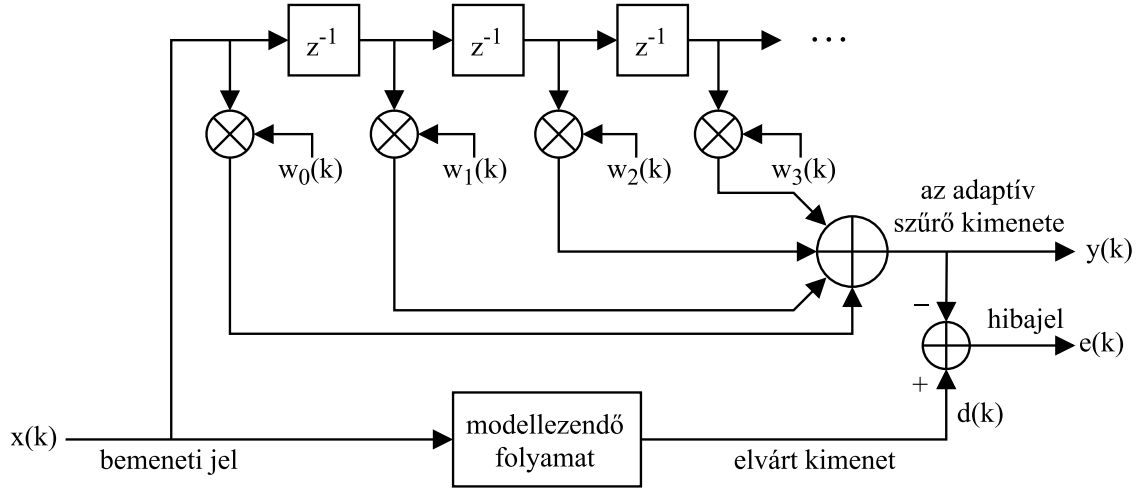 z⁻¹
z⁻¹
z⁻¹
...
w₀(k)
w₁(k)
w₂(k)
w₃(k)
az adaptív
szűrő kimenete
y(k)
−
hibajel
e(k)
+
d(k)
x(k)
bemeneti jel
modellezendő
folyamat
elvárt kimenet